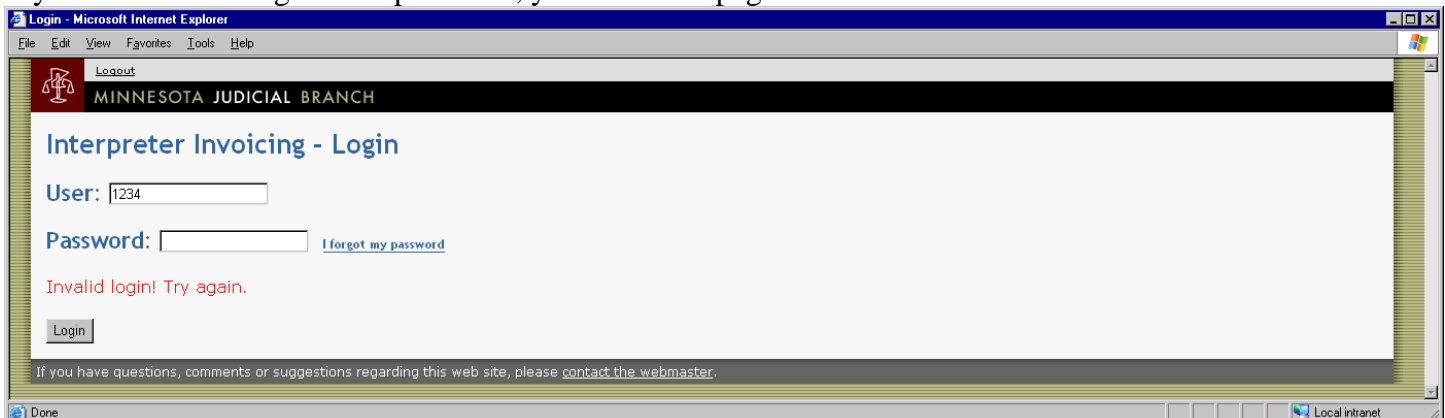 Login - Microsoft Internet Explorer
File Edit View Favorites Tools Help
Logout
MINNESOTA JUDICIAL BRANCH
Interpreter Invoicing - Login
User: 1234
Password: I forgot my password
Invalid login! Try again.
Login
If you have questions, comments or suggestions regarding this web site, please contact the webmaster.
Done Local intranet